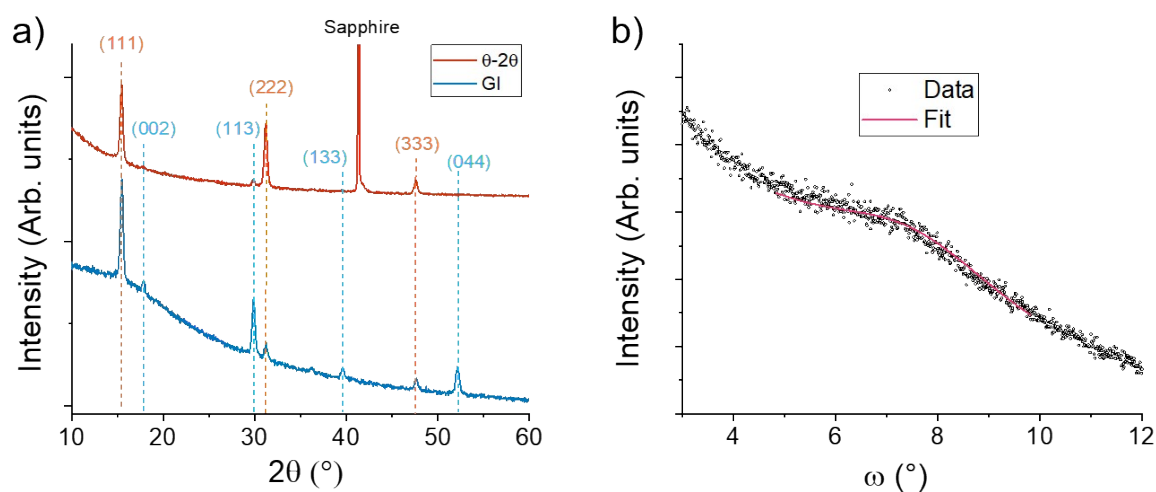 a)
Sapphire
(111)
θ-2θ
GI
(222)
(002)
(113)
(133)
(333)
(044)
Intensity (Arb. units)
10 20 30 40 50 60
2θ (°)
b)
Data
Fit
Intensity (Arb. units)
4 6 8 10 12
ω (°)